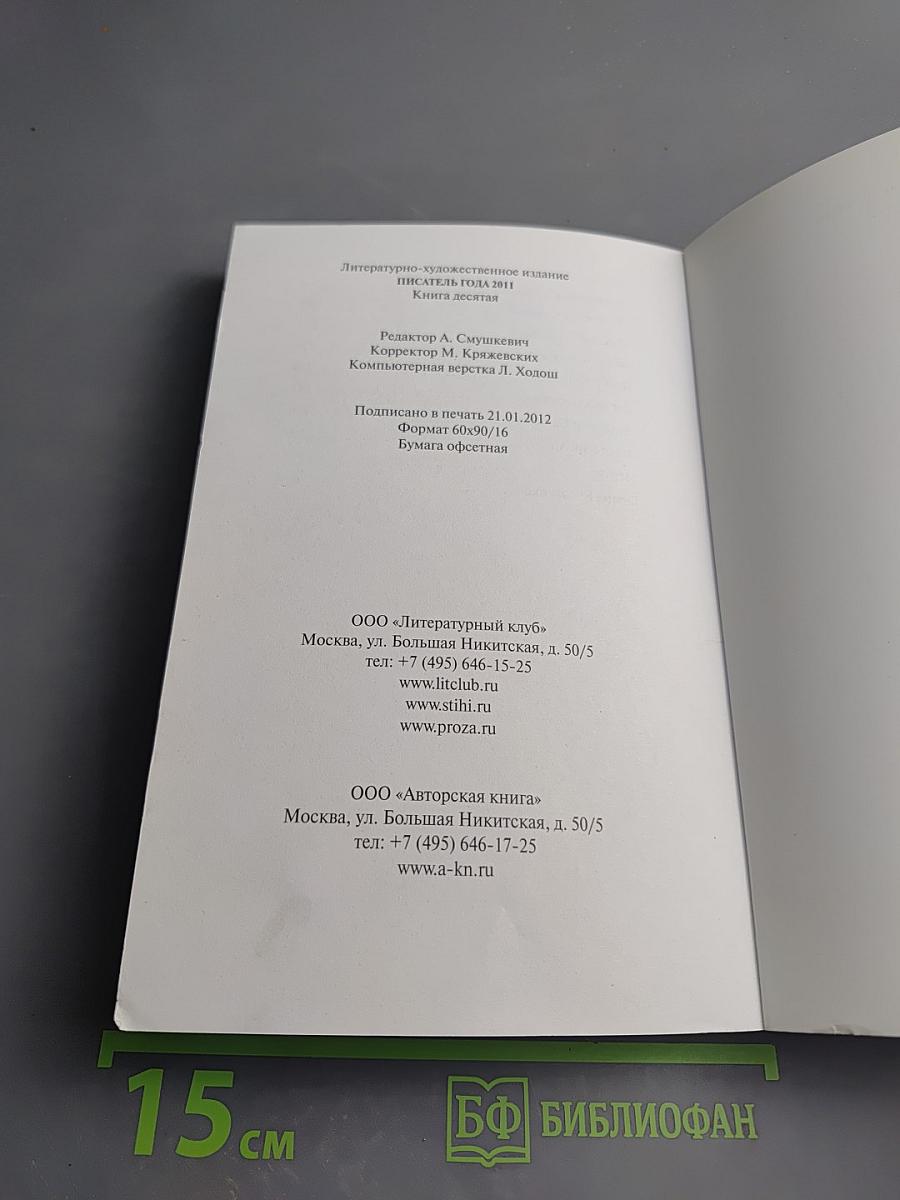 Литературно-художественное издание
ПИСАТЕЛЬ ГОДА 2011
Книга десятая
Редактор А. Смушкевич
Корректор М. Кряжевских
Компьютерная верстка Л. Ходош
Подписано в печать 21.01.2012
Формат 60х90/16
Бумага офсетная
ООО «Литературный клуб»
Москва, ул. Большая Никитская, д. 50/5
тел: +7 (495) 646-15-25
www.litclub.ru
www.stihi.ru
www.proza.ru
ООО «Авторская книга»
Москва, ул. Большая Никитская, д. 50/5
тел: +7 (495) 646-17-25
www.a-kn.ru
15 см
БФ БИБЛИОФАН